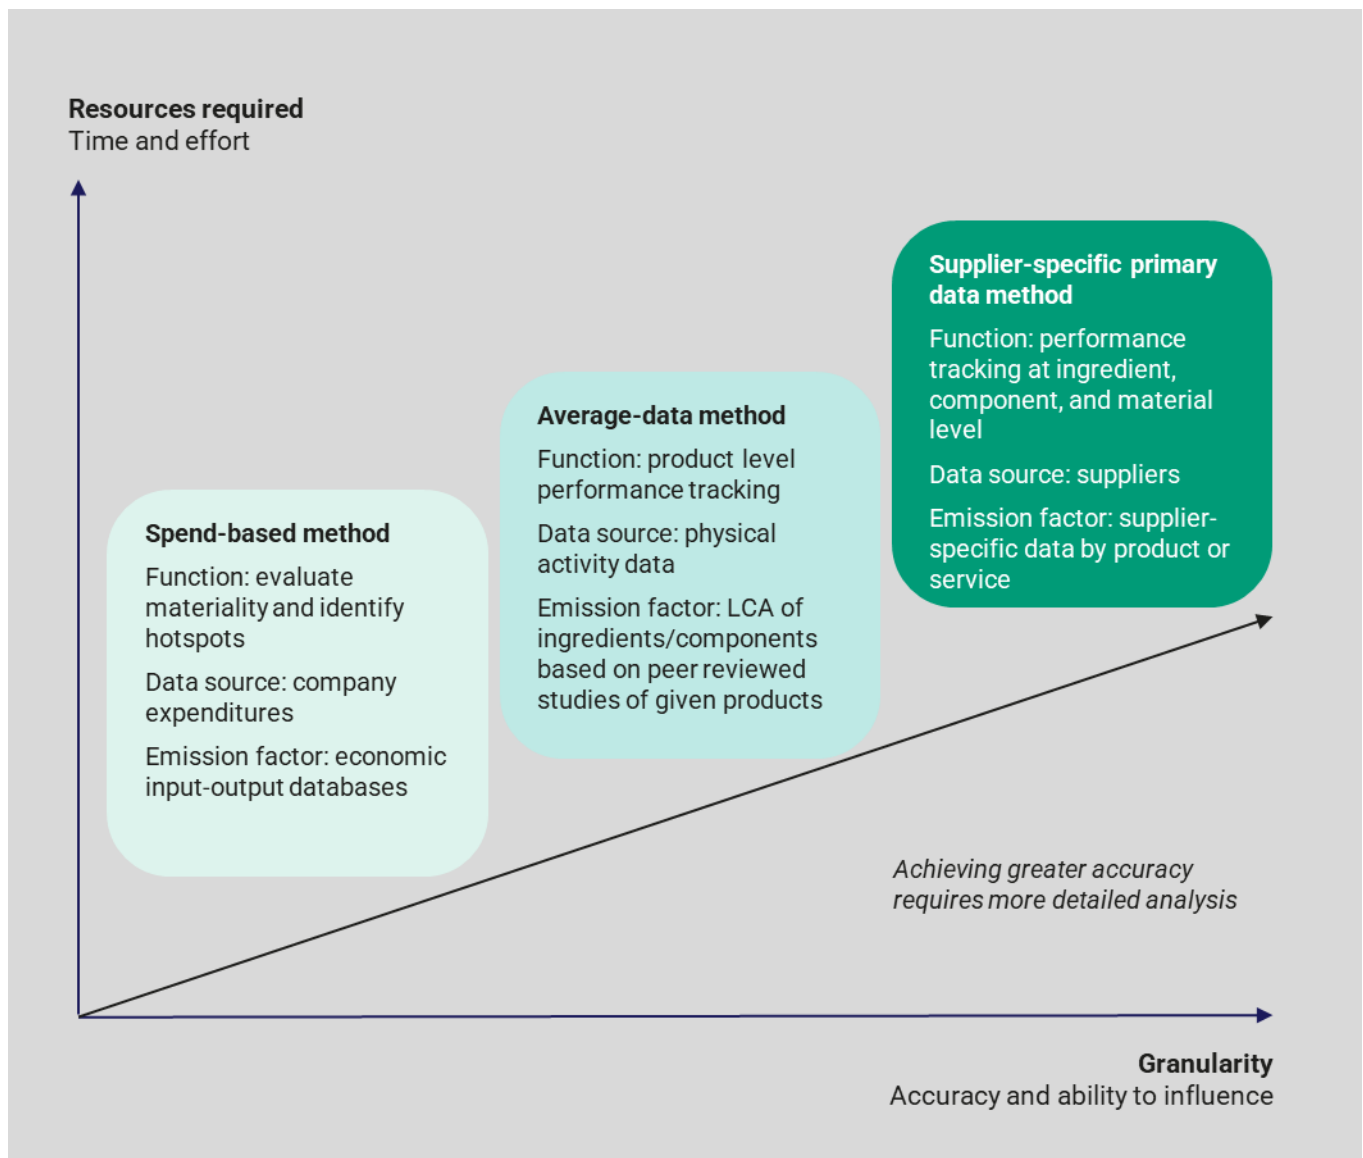 Resources required
Time and effort
Supplier-specific primary
data method
Function: performance
tracking at ingredient,
component, and material
level
Data source: suppliers
Emission factor: supplier-
specific data by product or
service
Average-data method
Function: product level
performance tracking
Data source: physical
activity data
Emission factor: LCA of
ingredients/components
based on peer reviewed
studies of given products
Spend-based method
Function: evaluate
materiality and identify
hotspots
Data source: company
expenditures
Emission factor: economic
input-output databases
Achieving greater accuracy
requires more detailed analysis
Granularity
Accuracy and ability to influence